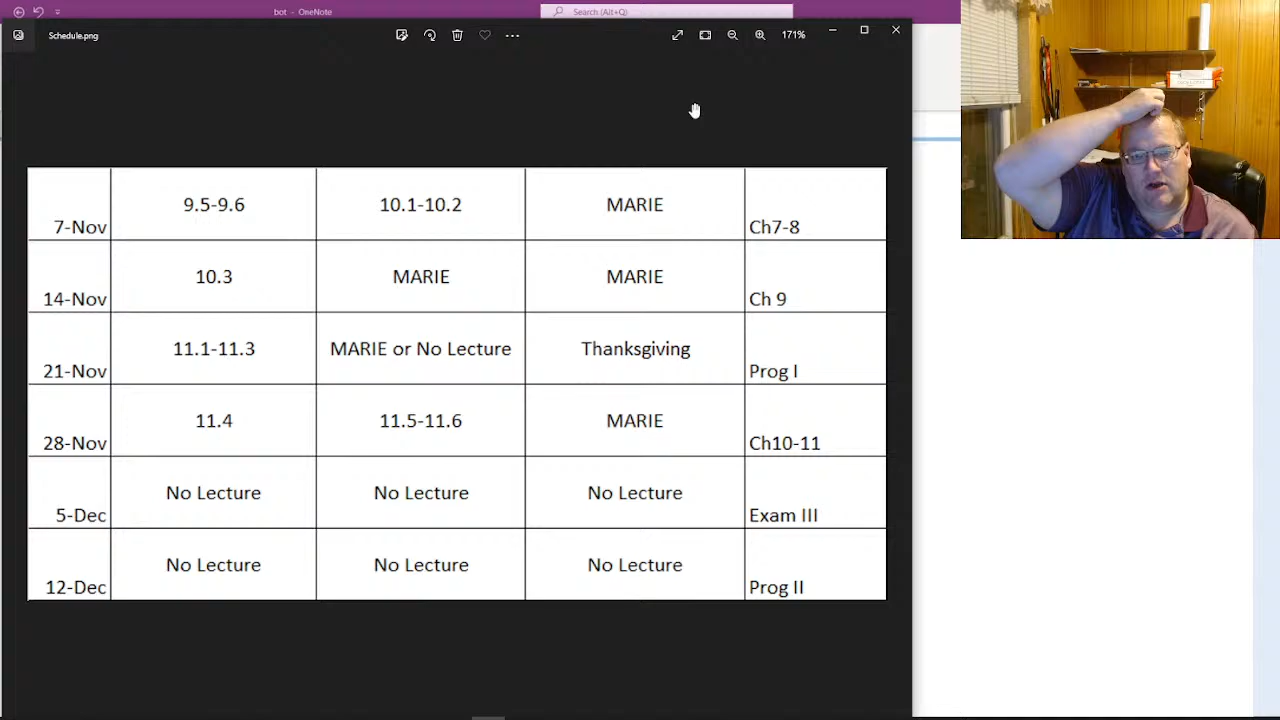 bot - OneNote
Search (Alt+Q)
Schedule.png
171%
7-Nov 9.5-9.6 10.1-10.2 MARIE Ch7-8
14-Nov 10.3 MARIE MARIE Ch 9
21-Nov 11.1-11.3 MARIE or No Lecture Thanksgiving Prog I
28-Nov 11.4 11.5-11.6 MARIE Ch10-11
5-Dec No Lecture No Lecture No Lecture Exam III
12-Dec No Lecture No Lecture No Lecture Prog II